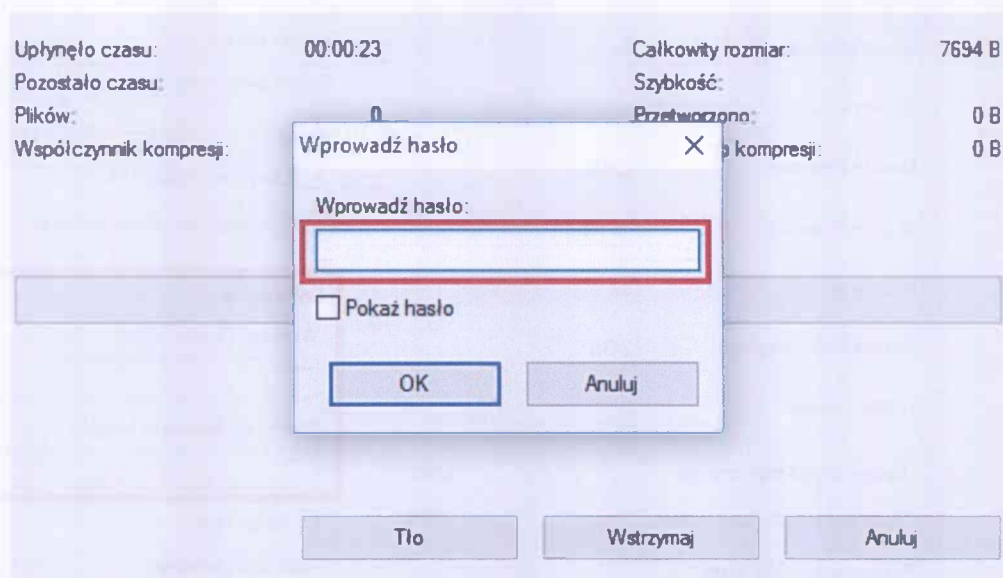 Upłynęło czasu: 00:00:23 Całkowity rozmiar: 7694 B
Pozostało czasu: Szybkość:
Plików: 0 Przetworzono: 0 B
Współczynnik kompresji: kompresji: 0 B
Wprowadź hasło
Wprowadź hasło:
Pokaż hasło
OK Anuluj
Tło Wstrzymaj Anuluj